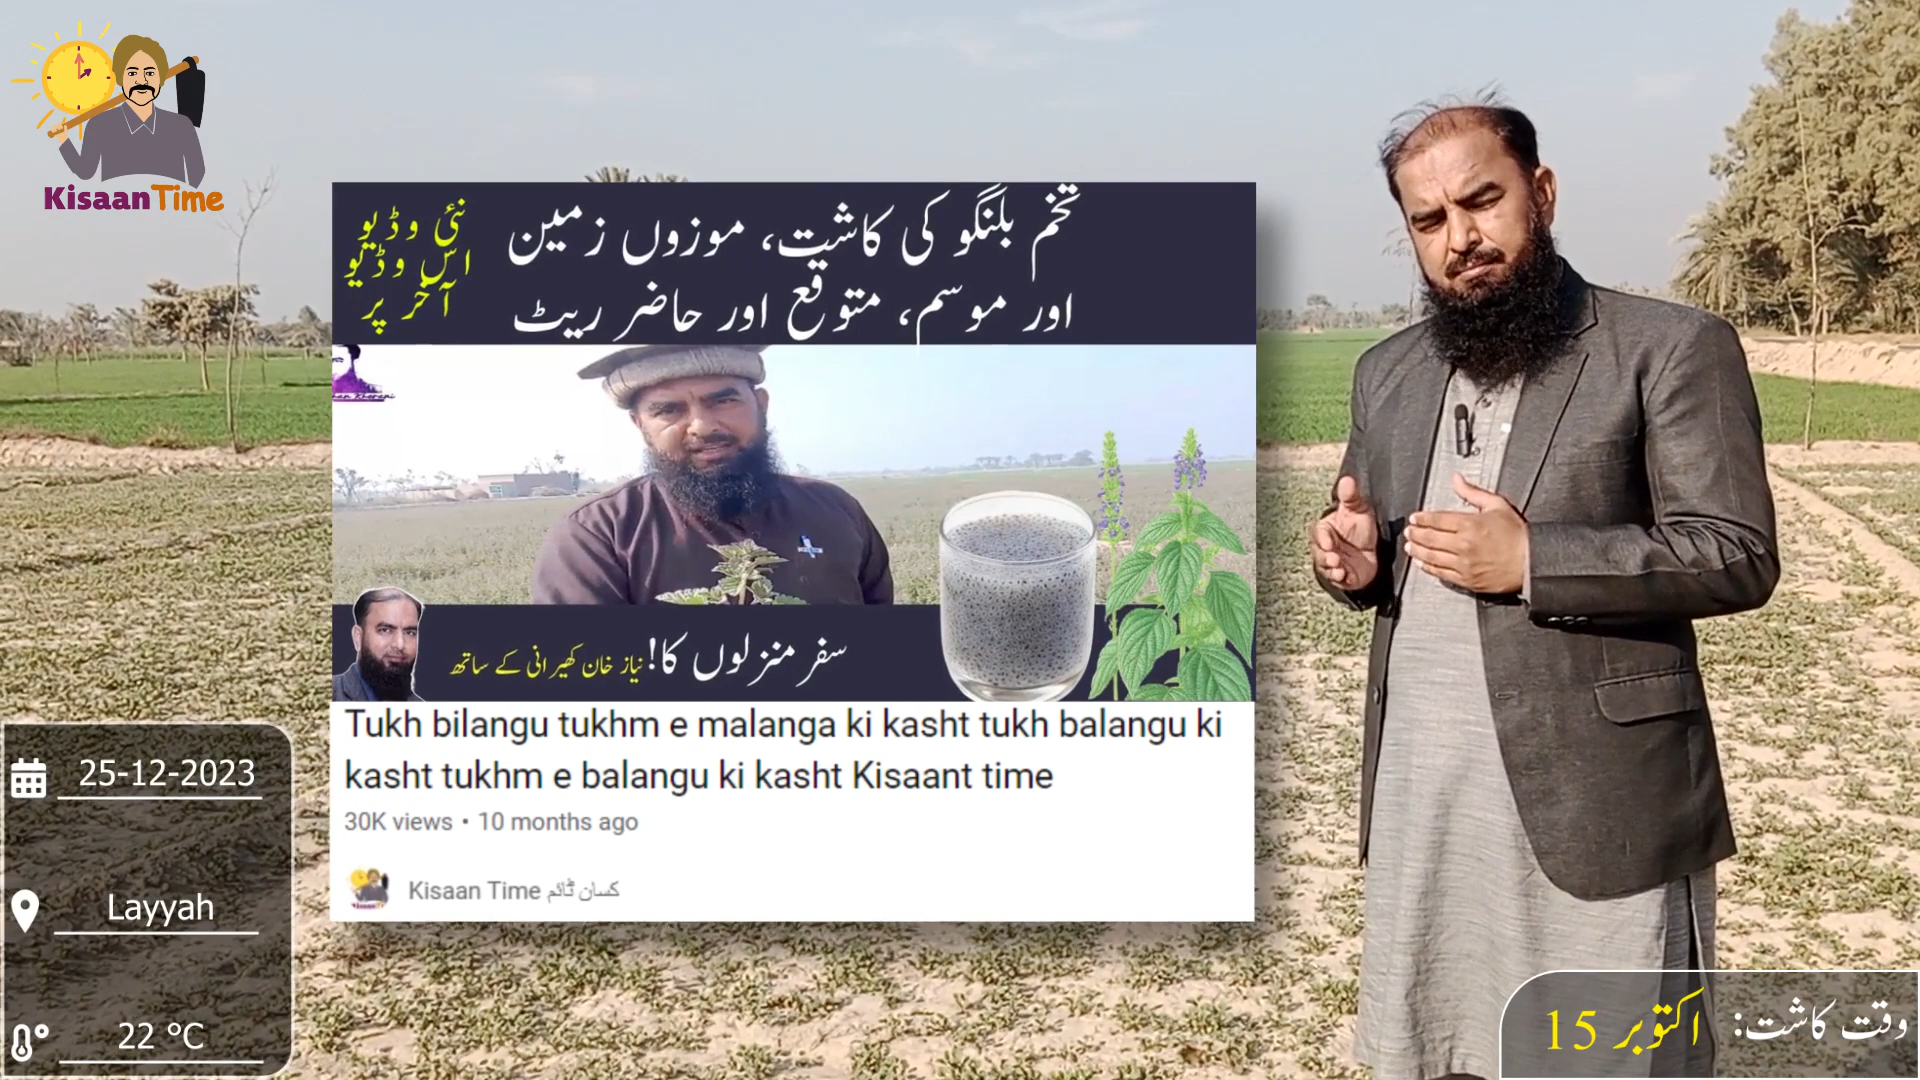 KisaanTime
تخم بلنگو کی کاشت، موزوں زمین
اور موسم، متوقع اور حاضر ریٹ
نئی وڈیو
اس وڈیو
آخر پر
سفر منزلوں کا! نیاز خان کھیرانی کے ساتھ
Tukh bilangu tukhm e malanga ki kasht tukh balangu ki
kasht tukhm e balangu ki kasht Kisaant time
30K views • 10 months ago
Kisaan Time کسان ٹائم
25-12-2023
Layyah
22 °C
وقت کاشت: 15 اکتوبر